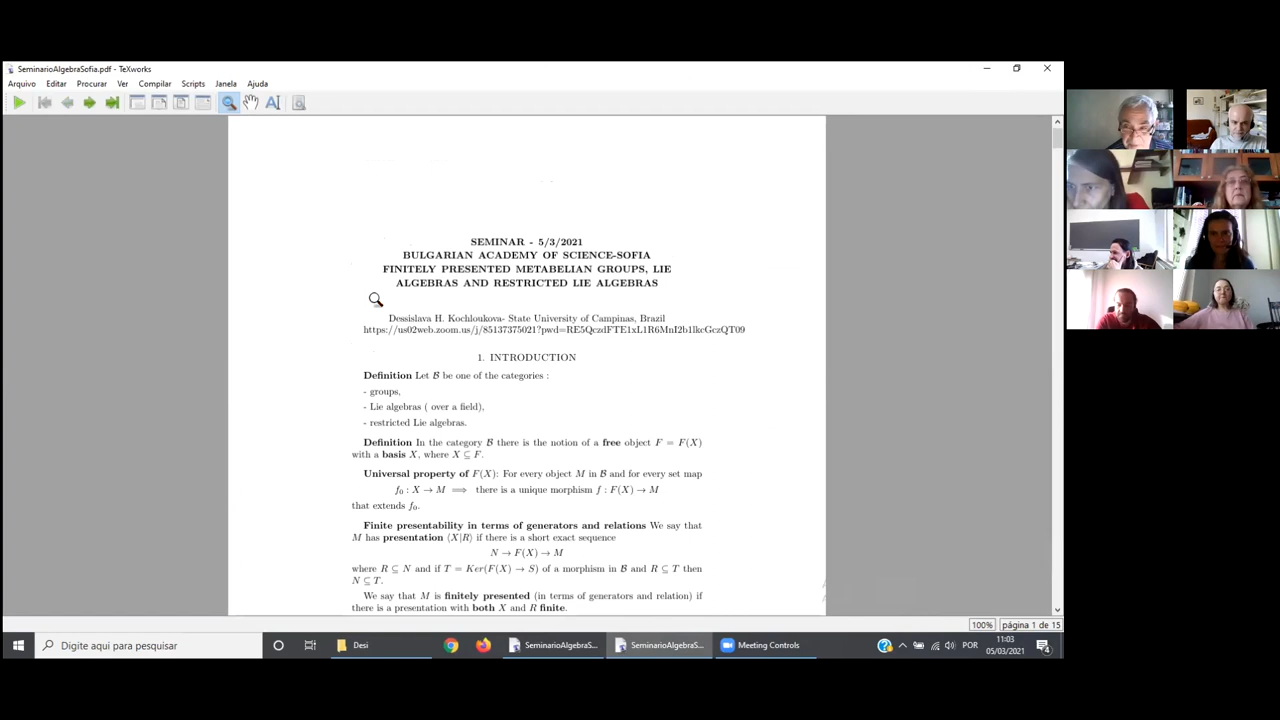 SeminarioAlgebraSofia.pdf - TeXworks
Arquivo Editar Procurar Ver Compilar Scripts Janela Ajuda
SEMINAR - 5/3/2021
BULGARIAN ACADEMY OF SCIENCE-SOFIA
FINITELY PRESENTED METABELIAN GROUPS, LIE
ALGEBRAS AND RESTRICTED LIE ALGEBRAS
Dessislava H. Kochloukova- State University of Campinas, Brazil
https://us02web.zoom.us/j/85137375021?pwd=RE5QczdFTE1xL1R6MnI2b1lkcGczQT09
1. INTRODUCTION
Definition Let ℬ be one of the categories :
- groups,
- Lie algebras ( over a field),
- restricted Lie algebras.
Definition In the category ℬ there is the notion of a free object F = F(X)
with a basis X, where X ⊆ F.
Universal property of F(X): For every object M in ℬ and for every set map
f₀ : X → M ⟹ there is a unique morphism f : F(X) → M
that extends f₀.
Finite presentability in terms of generators and relations We say that
M has presentation ⟨X|R⟩ if there is a short exact sequence
N → F(X) → M
where R ⊆ N and if T = Ker(F(X) → S) of a morphism in ℬ and R ⊆ T then
N ⊆ T.
We say that M is finitely presented (in terms of generators and relation) if
there is a presentation with both X and R finite.
100% página 1 de 15
Digite aqui para pesquisar
Desi
SeminarioAlgebraS...
SeminarioAlgebraS...
Meeting Controls
POR
11:03
05/03/2021
4